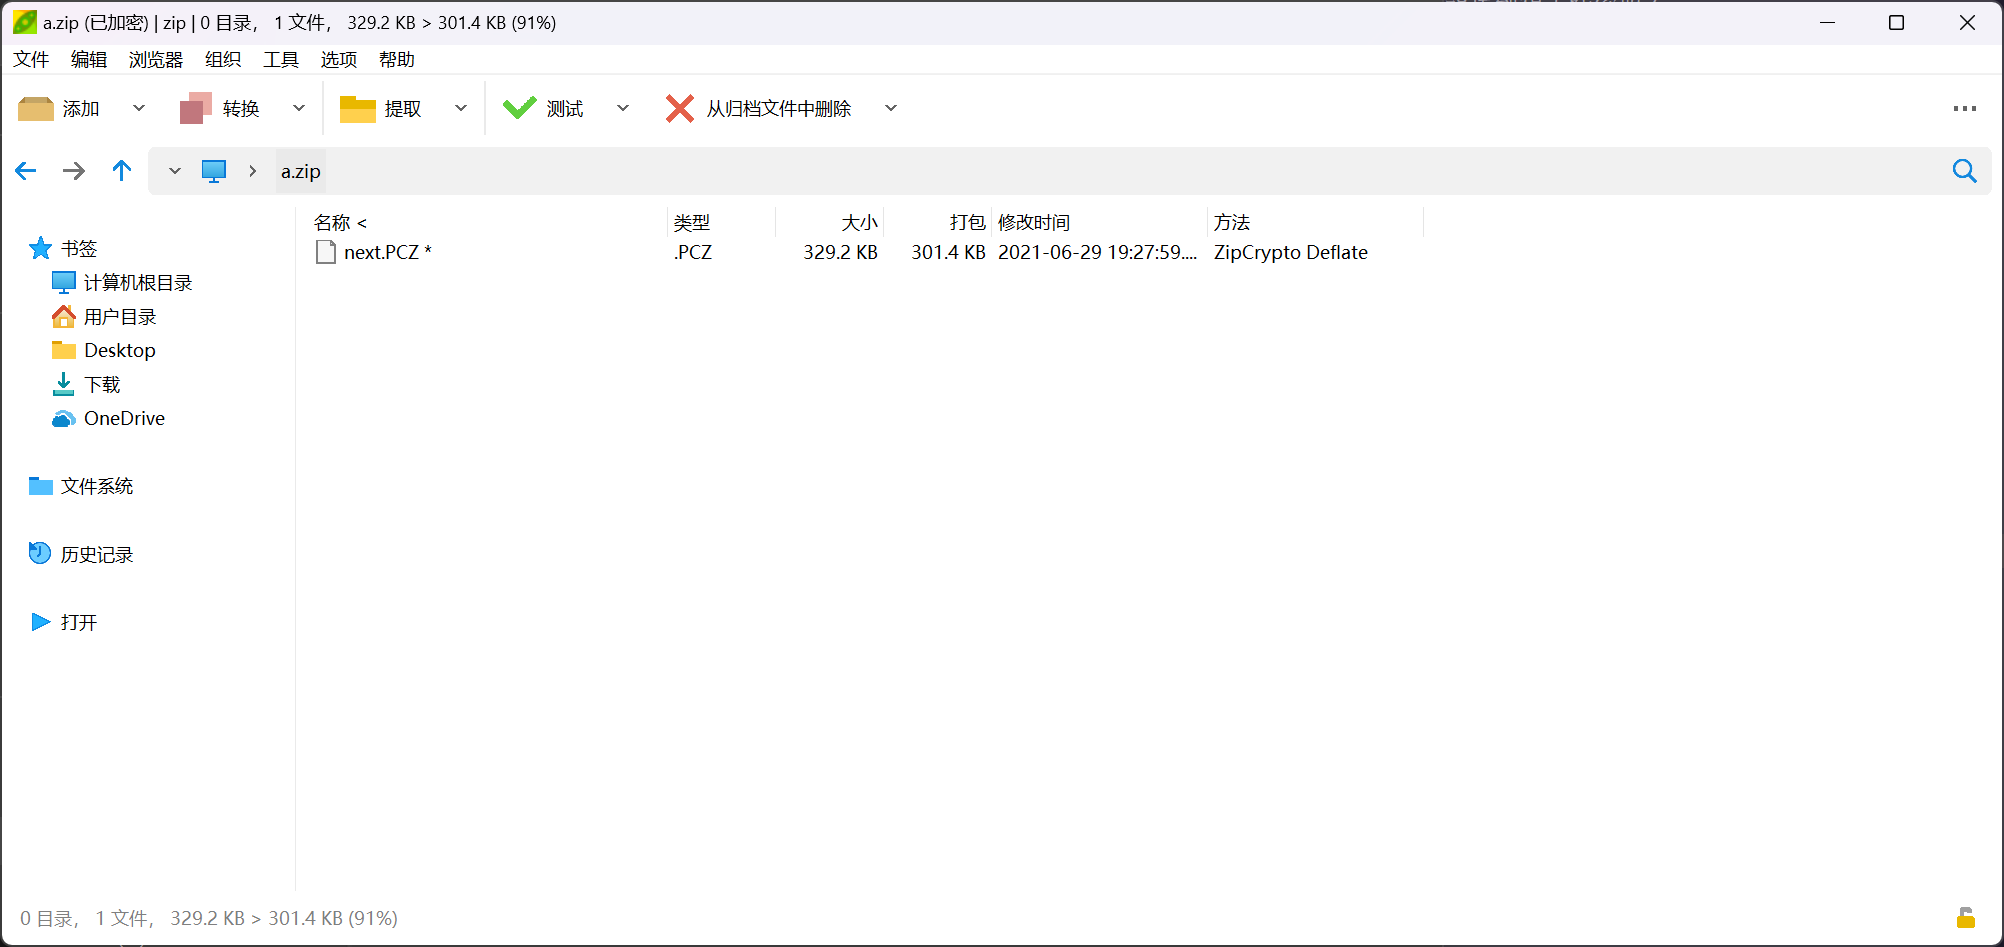 a.zip (已加密) | zip | 0 目录， 1 文件， 329.2 KB > 301.4 KB (91%)
文件 编辑 浏览器 组织 工具 选项 帮助
添加 转换 提取 测试 从归档文件中删除
a.zip
名称 < 类型 大小 打包 修改时间 方法
next.PCZ * .PCZ 329.2 KB 301.4 KB 2021-06-29 19:27:59.... ZipCrypto Deflate
书签
计算机根目录
用户目录
Desktop
下载
OneDrive
文件系统
历史记录
打开
0 目录， 1 文件， 329.2 KB > 301.4 KB (91%)